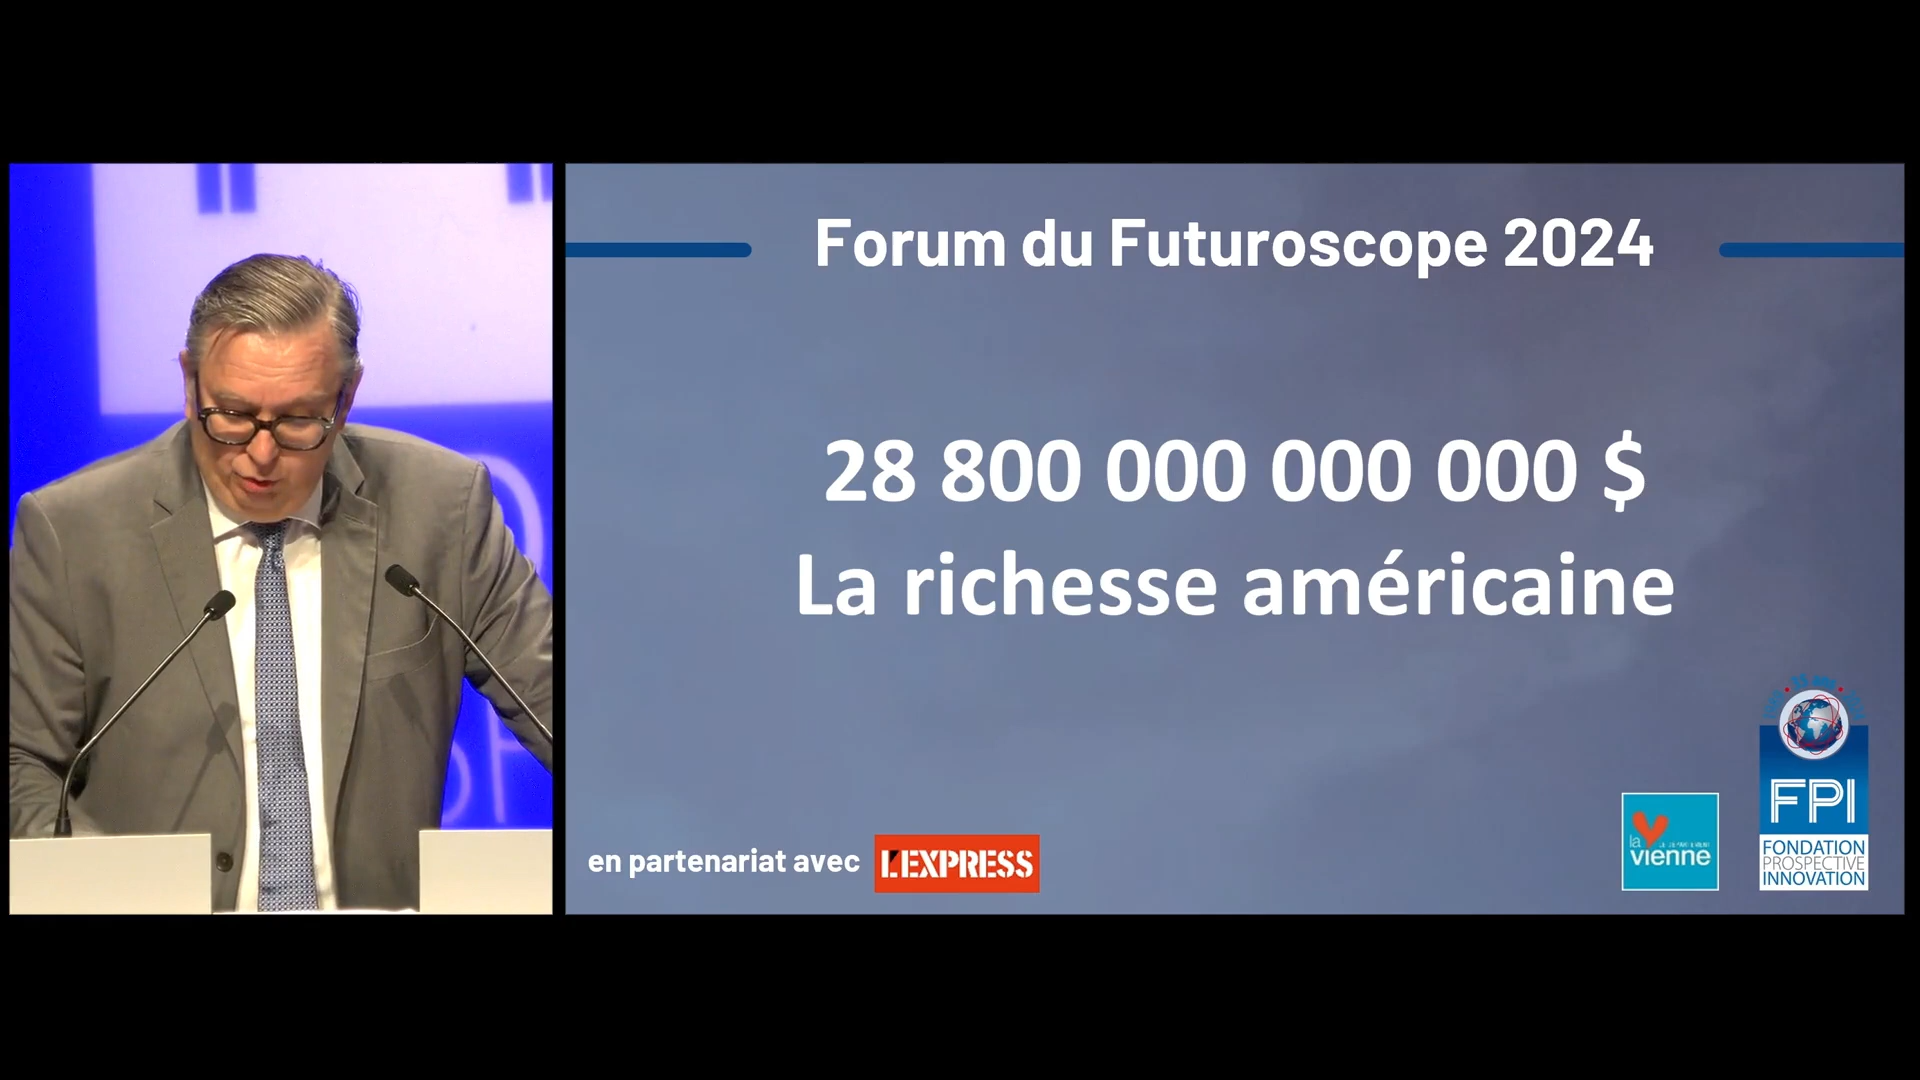 Forum du Futuroscope 2024
28 800 000 000 000 $
La richesse américaine
en partenariat avec L'EXPRESS
la
vienne
FPI
FONDATION
PROSPECTIVE
INNOVATION